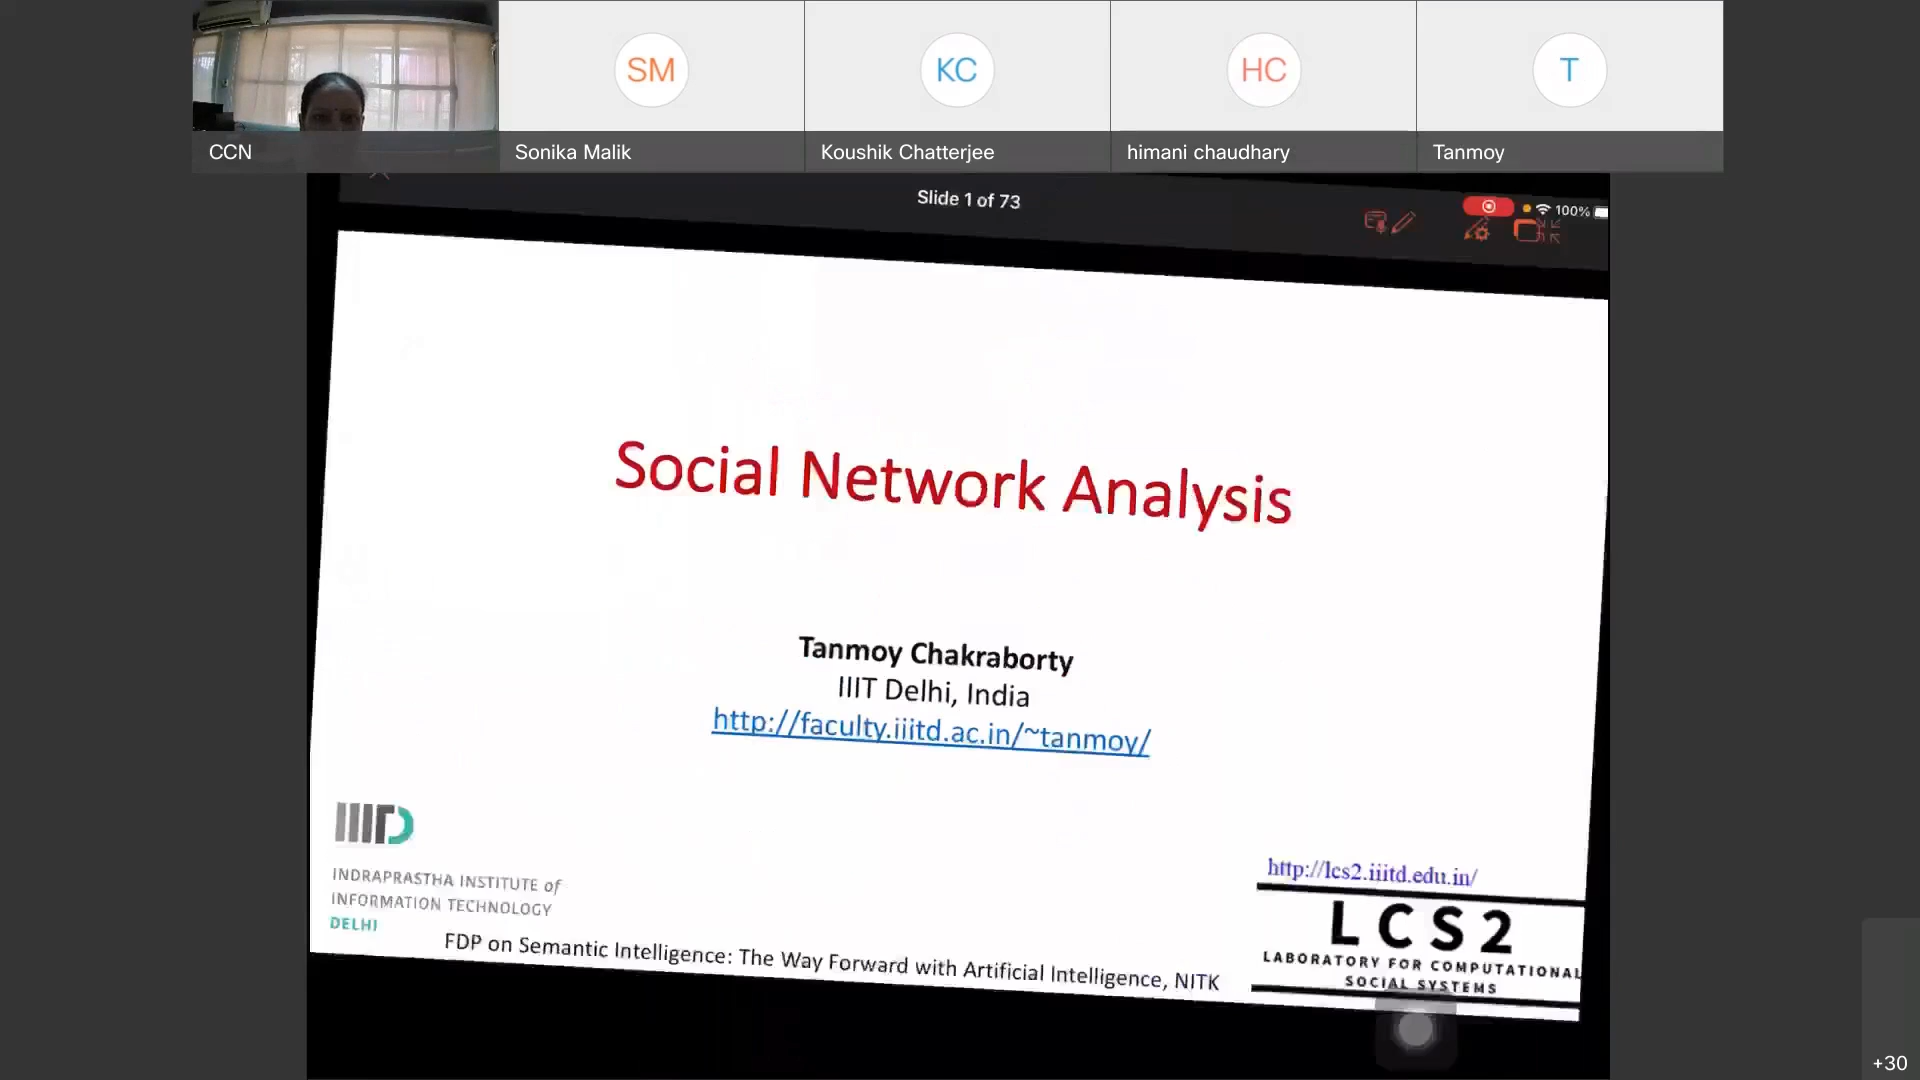 SM
KC
HC
T
CCN
Sonika Malik
Koushik Chatterjee
himani chaudhary
Tanmoy
Slide 1 of 73
100%
Social Network Analysis
Tanmoy Chakraborty
IIIT Delhi, India
http://faculty.iiitd.ac.in/~tanmoy/
IIITD
INDRAPRASTHA INSTITUTE of
INFORMATION TECHNOLOGY
DELHI
FDP on Semantic Intelligence: The Way Forward with Artificial Intelligence, NITK
http://lcs2.iiitd.edu.in/
LCS2
LABORATORY FOR COMPUTATIONAL
SOCIAL SYSTEMS
+30